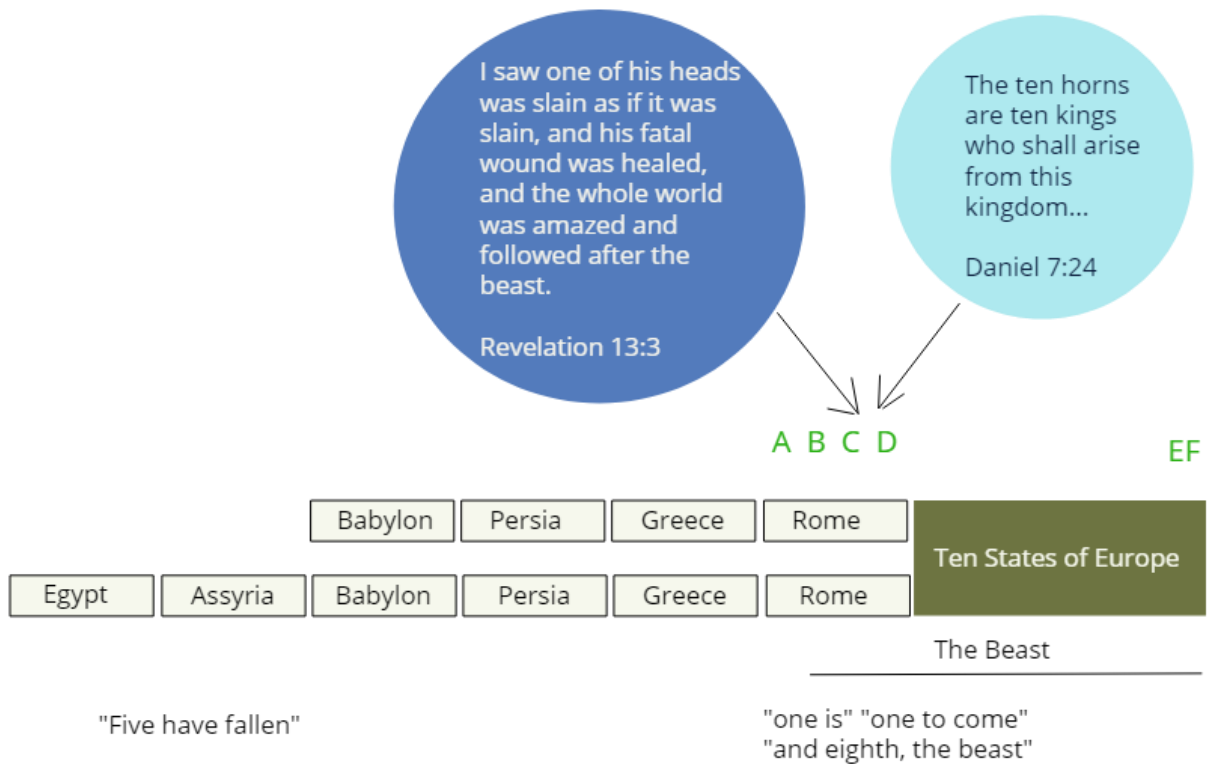 I saw one of his heads
was slain as if it was
slain, and his fatal
wound was healed,
and the whole world
was amazed and
followed after the
beast.
Revelation 13:3
The ten horns
are ten kings
who shall arise
from this
kingdom...
Daniel 7:24
A B C D
EF
Babylon Persia Greece Rome
Ten States of Europe
Egypt Assyria Babylon Persia Greece Rome
The Beast
"Five have fallen"
"one is" "one to come"
"and eighth, the beast"